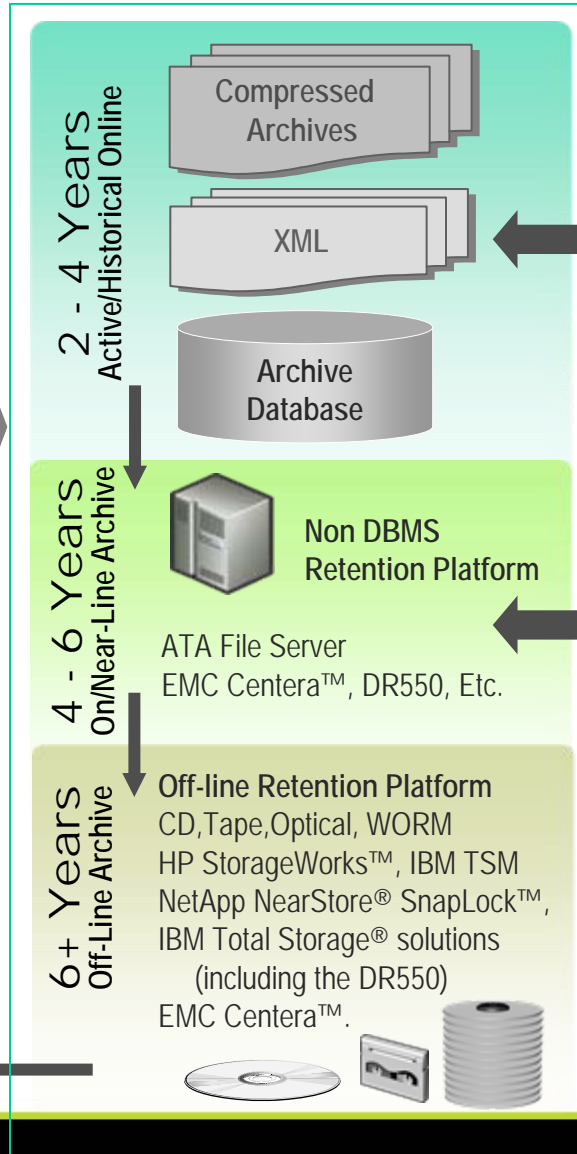 2 - 4 Years
Active/Historical Online
Compressed
Archives
XML
Archive
Database
4 - 6 Years
On/Near-Line Archive
Non DBMS
Retention Platform
ATA File Server
EMC Centera™, DR550, Etc.
6+ Years
Off-Line Archive
Off-line Retention Platform
CD,Tape,Optical, WORM
HP StorageWorks™, IBM TSM
NetApp NearStore® SnapLock™,
IBM Total Storage® solutions
(including the DR550)
EMC Centera™.